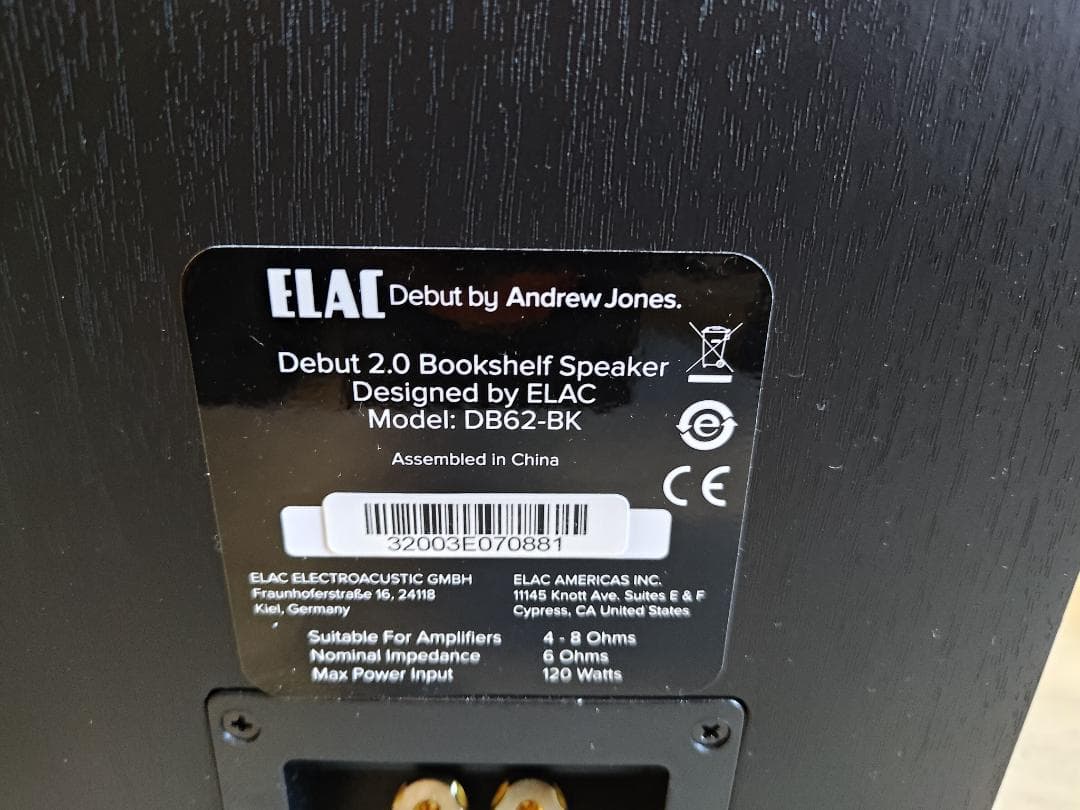 ELAC Debut by Andrew Jones.
Debut 2.0 Bookshelf Speaker
Designed by ELAC
Model: DB62-BK
Assembled in China
CE
32003E070881
ELAC ELECTROACUSTIC GMBH
Fraunhoferstraße 16, 24118
Kiel, Germany
ELAC AMERICAS INC.
11145 Knott Ave. Suites E & F
Cypress, CA United States
Suitable For Amplifiers 4 - 8 Ohms
Nominal Impedance 6 Ohms
Max Power Input 120 Watts